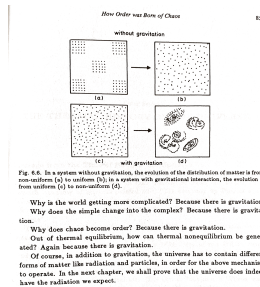 How Order was Born of Chaos
8
without gravitation
(a)
(b)
(c)
with gravitation
(d)
Fig. 6.6. In a system without gravitation, the evolution of the distribution of matter is from
non-uniform (a) to uniform (b); in a system with gravitational interaction, the evolution
from uniform (c) to non-uniform (d).
Why is the world getting more complicated? Because there is gravitation
Why does the simple change into the complex? Because there is gravita-
tion.
Why does chaos become order? Because there is gravitation.
Out of thermal equilibrium, how can thermal nonequilibrium be gene
ated? Again because there is gravitation.
Of course, in addition to gravitation, the universe has to contain differen
forms of matter like radiation and particles, in order for the above mechanis
to operate. In the next chapter, we shall prove that the universe does indee
have the radiation we expect.